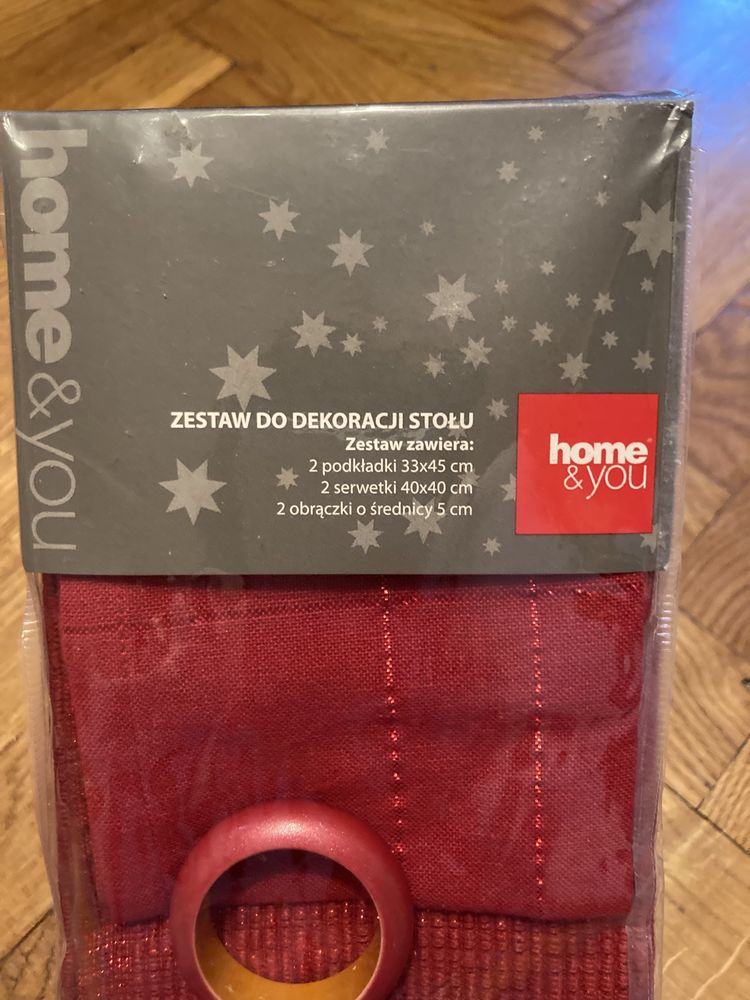 home&you
ZESTAW DO DEKORACJI STOŁU
Zestaw zawiera:
2 podkładki 33x45 cm
2 serwetki 40x40 cm
2 obrączki o średnicy 5 cm
home
&you